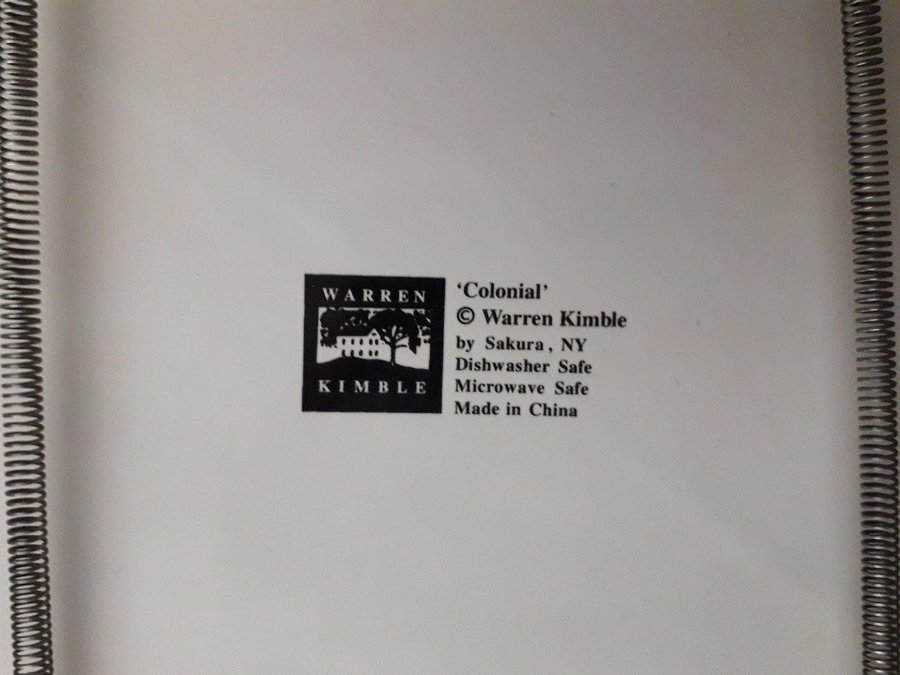 WARREN
KIMBLE
'Colonial'
© Warren Kimble
by Sakura, NY
Dishwasher Safe
Microwave Safe
Made in China